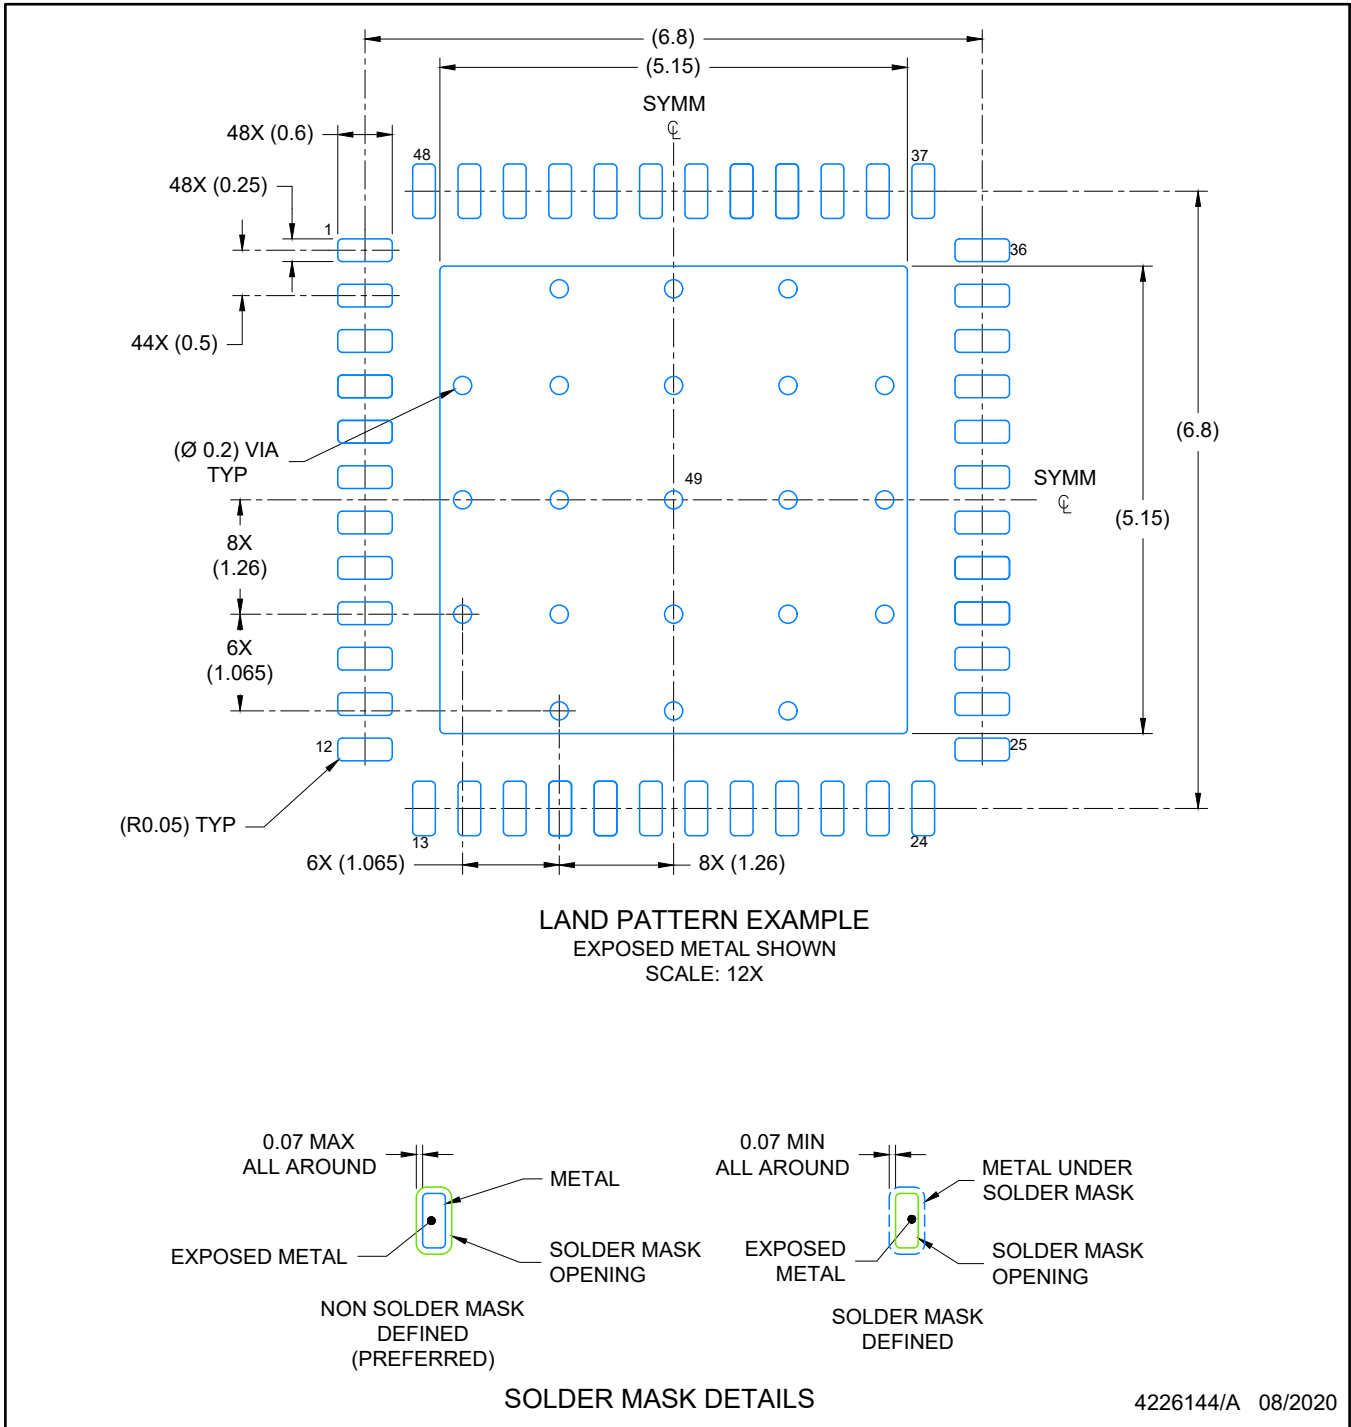 (6.8)
(5.15)
SYMM
℄
48X (0.6)
48
37
48X (0.25)
1
36
44X (0.5)
(Ø 0.2) VIA
TYP
(6.8)
49
SYMM
℄
(5.15)
8X
(1.26)
6X
(1.065)
12
25
(R0.05) TYP
13
24
6X (1.065)
8X (1.26)
LAND PATTERN EXAMPLE
EXPOSED METAL SHOWN
SCALE: 12X
0.07 MAX
ALL AROUND
METAL
EXPOSED METAL
SOLDER MASK
OPENING
NON SOLDER MASK
DEFINED
(PREFERRED)
0.07 MIN
ALL AROUND
METAL UNDER
SOLDER MASK
EXPOSED
METAL
SOLDER MASK
OPENING
SOLDER MASK
DEFINED
SOLDER MASK DETAILS
4226144/A 08/2020